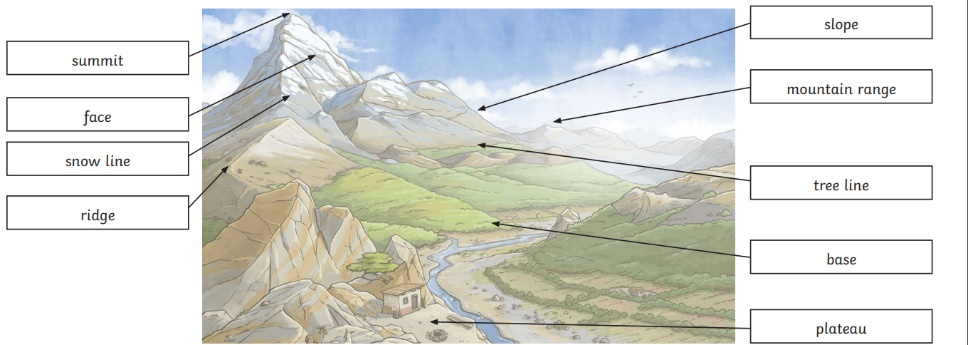 summit
face
snow line
ridge
slope
mountain range
tree line
base
plateau